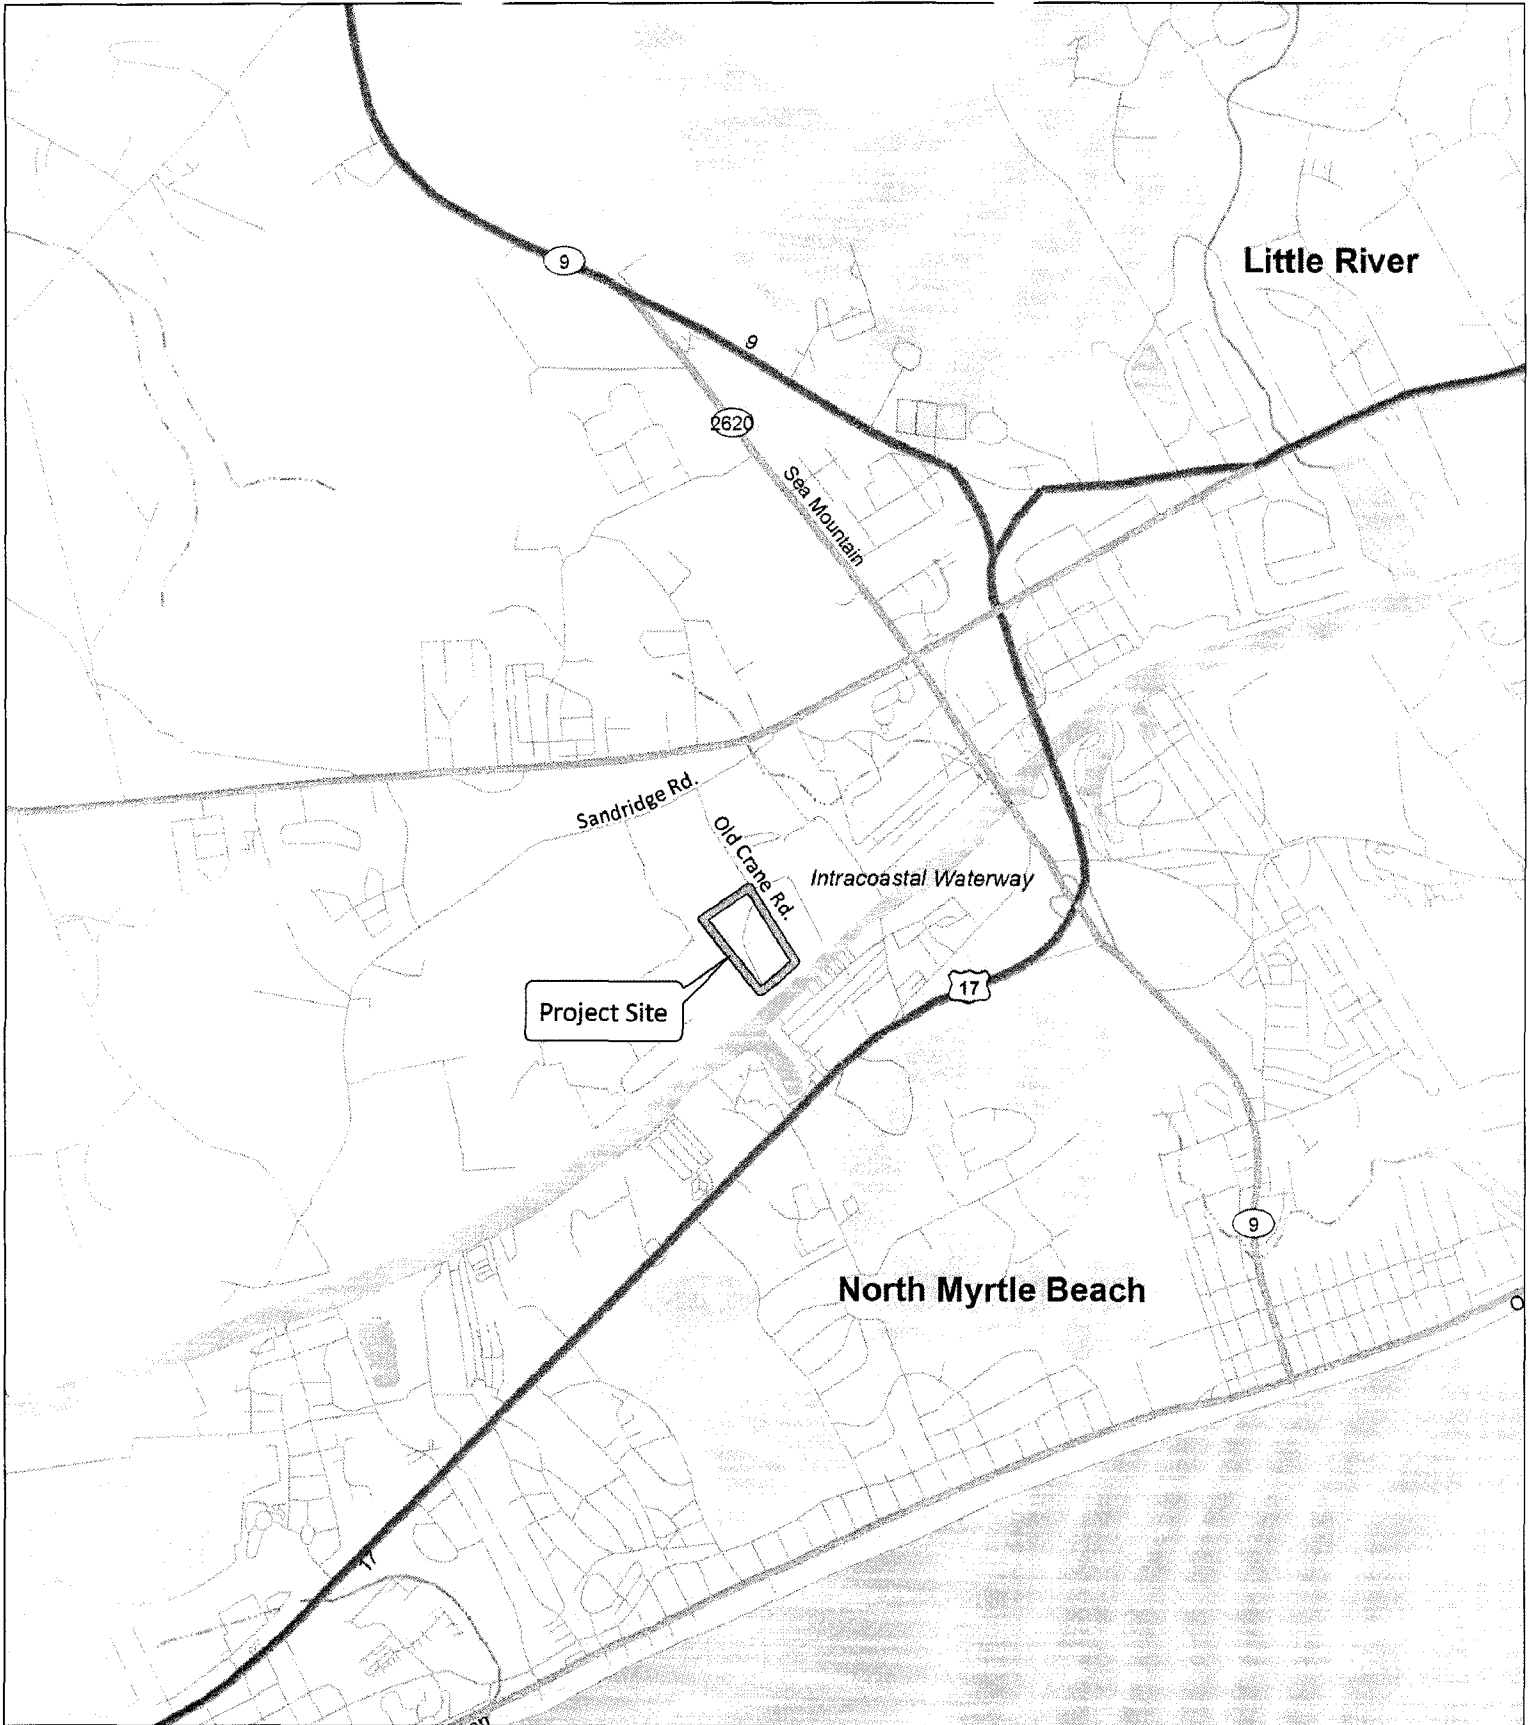 Little River
9
9
2620
Sea Mountain
Sandridge Rd.
Old Crane Rd.
Intracoastal Waterway
17
Project Site
9
North Myrtle Beach
O
17
an